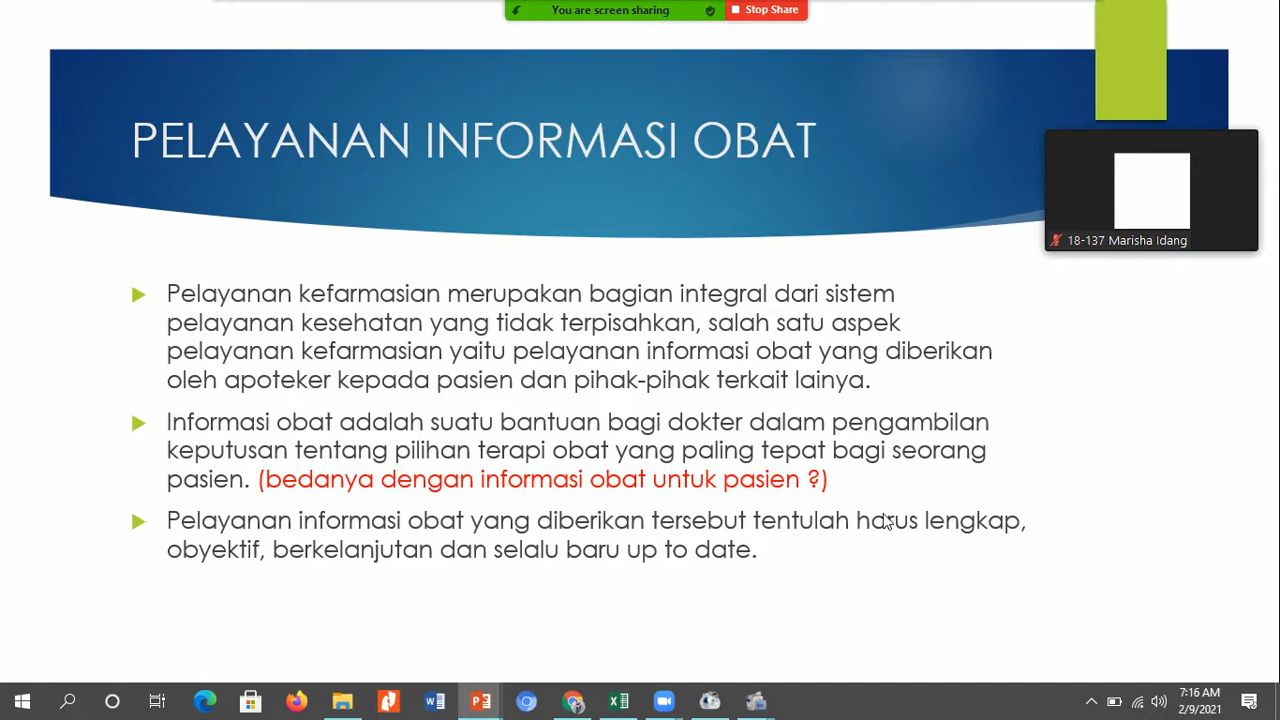 You are screen sharing
Stop Share
PELAYANAN INFORMASI OBAT
18-137 Marisha Idang
Pelayanan kefarmasian merupakan bagian integral dari sistem
pelayanan kesehatan yang tidak terpisahkan, salah satu aspek
pelayanan kefarmasian yaitu pelayanan informasi obat yang diberikan
oleh apoteker kepada pasien dan pihak-pihak terkait lainya.
Informasi obat adalah suatu bantuan bagi dokter dalam pengambilan
keputusan tentang pilihan terapi obat yang paling tepat bagi seorang
pasien. (bedanya dengan informasi obat untuk pasien ?)
Pelayanan informasi obat yang diberikan tersebut tentulah harus lengkap,
obyektif, berkelanjutan dan selalu baru up to date.
7:16 AM
2/9/2021